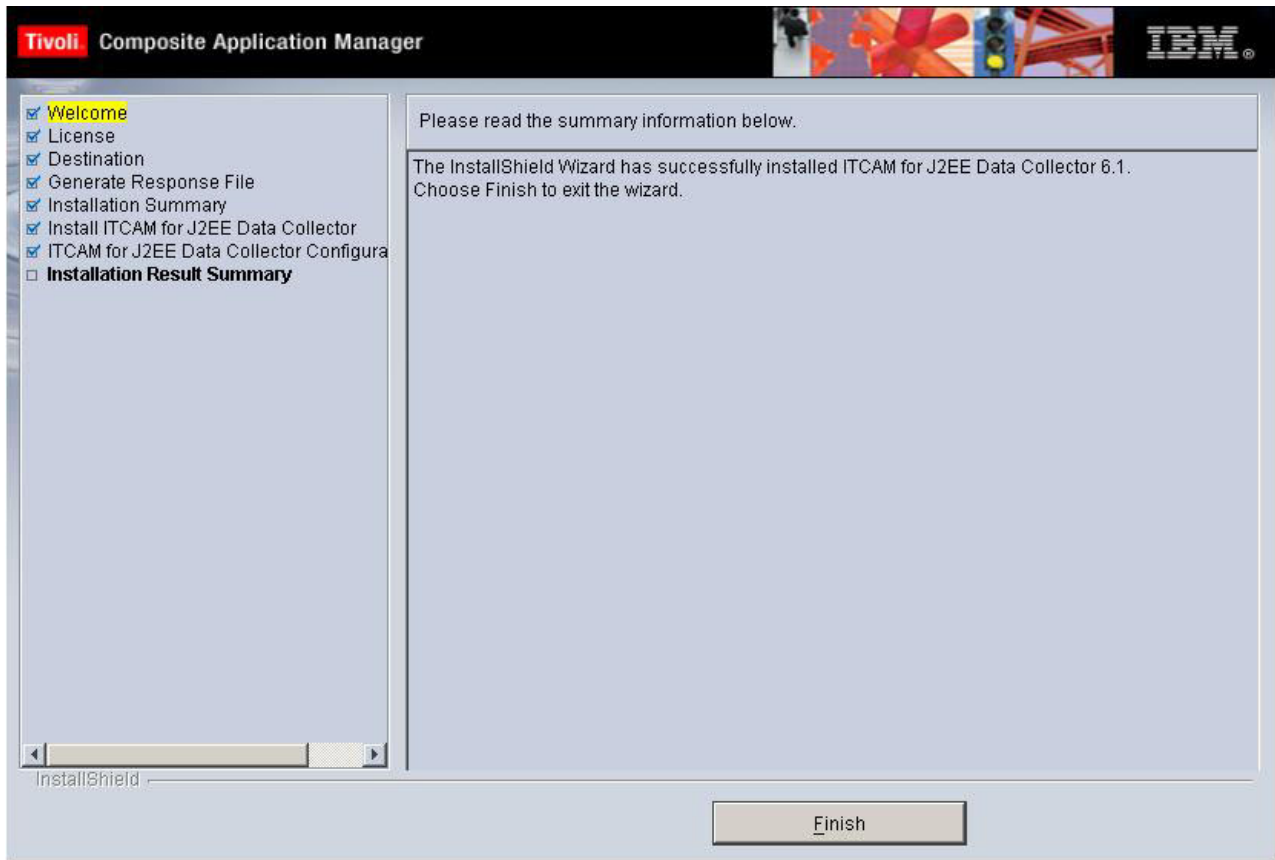 Tivoli. Composite Application Manager
IBM®
Welcome
License
Destination
Generate Response File
Installation Summary
Install ITCAM for J2EE Data Collector
ITCAM for J2EE Data Collector Configura
Installation Result Summary
Please read the summary information below.
The InstallShield Wizard has successfully installed ITCAM for J2EE Data Collector 6.1.
Choose Finish to exit the wizard.
InstallShield
Finish